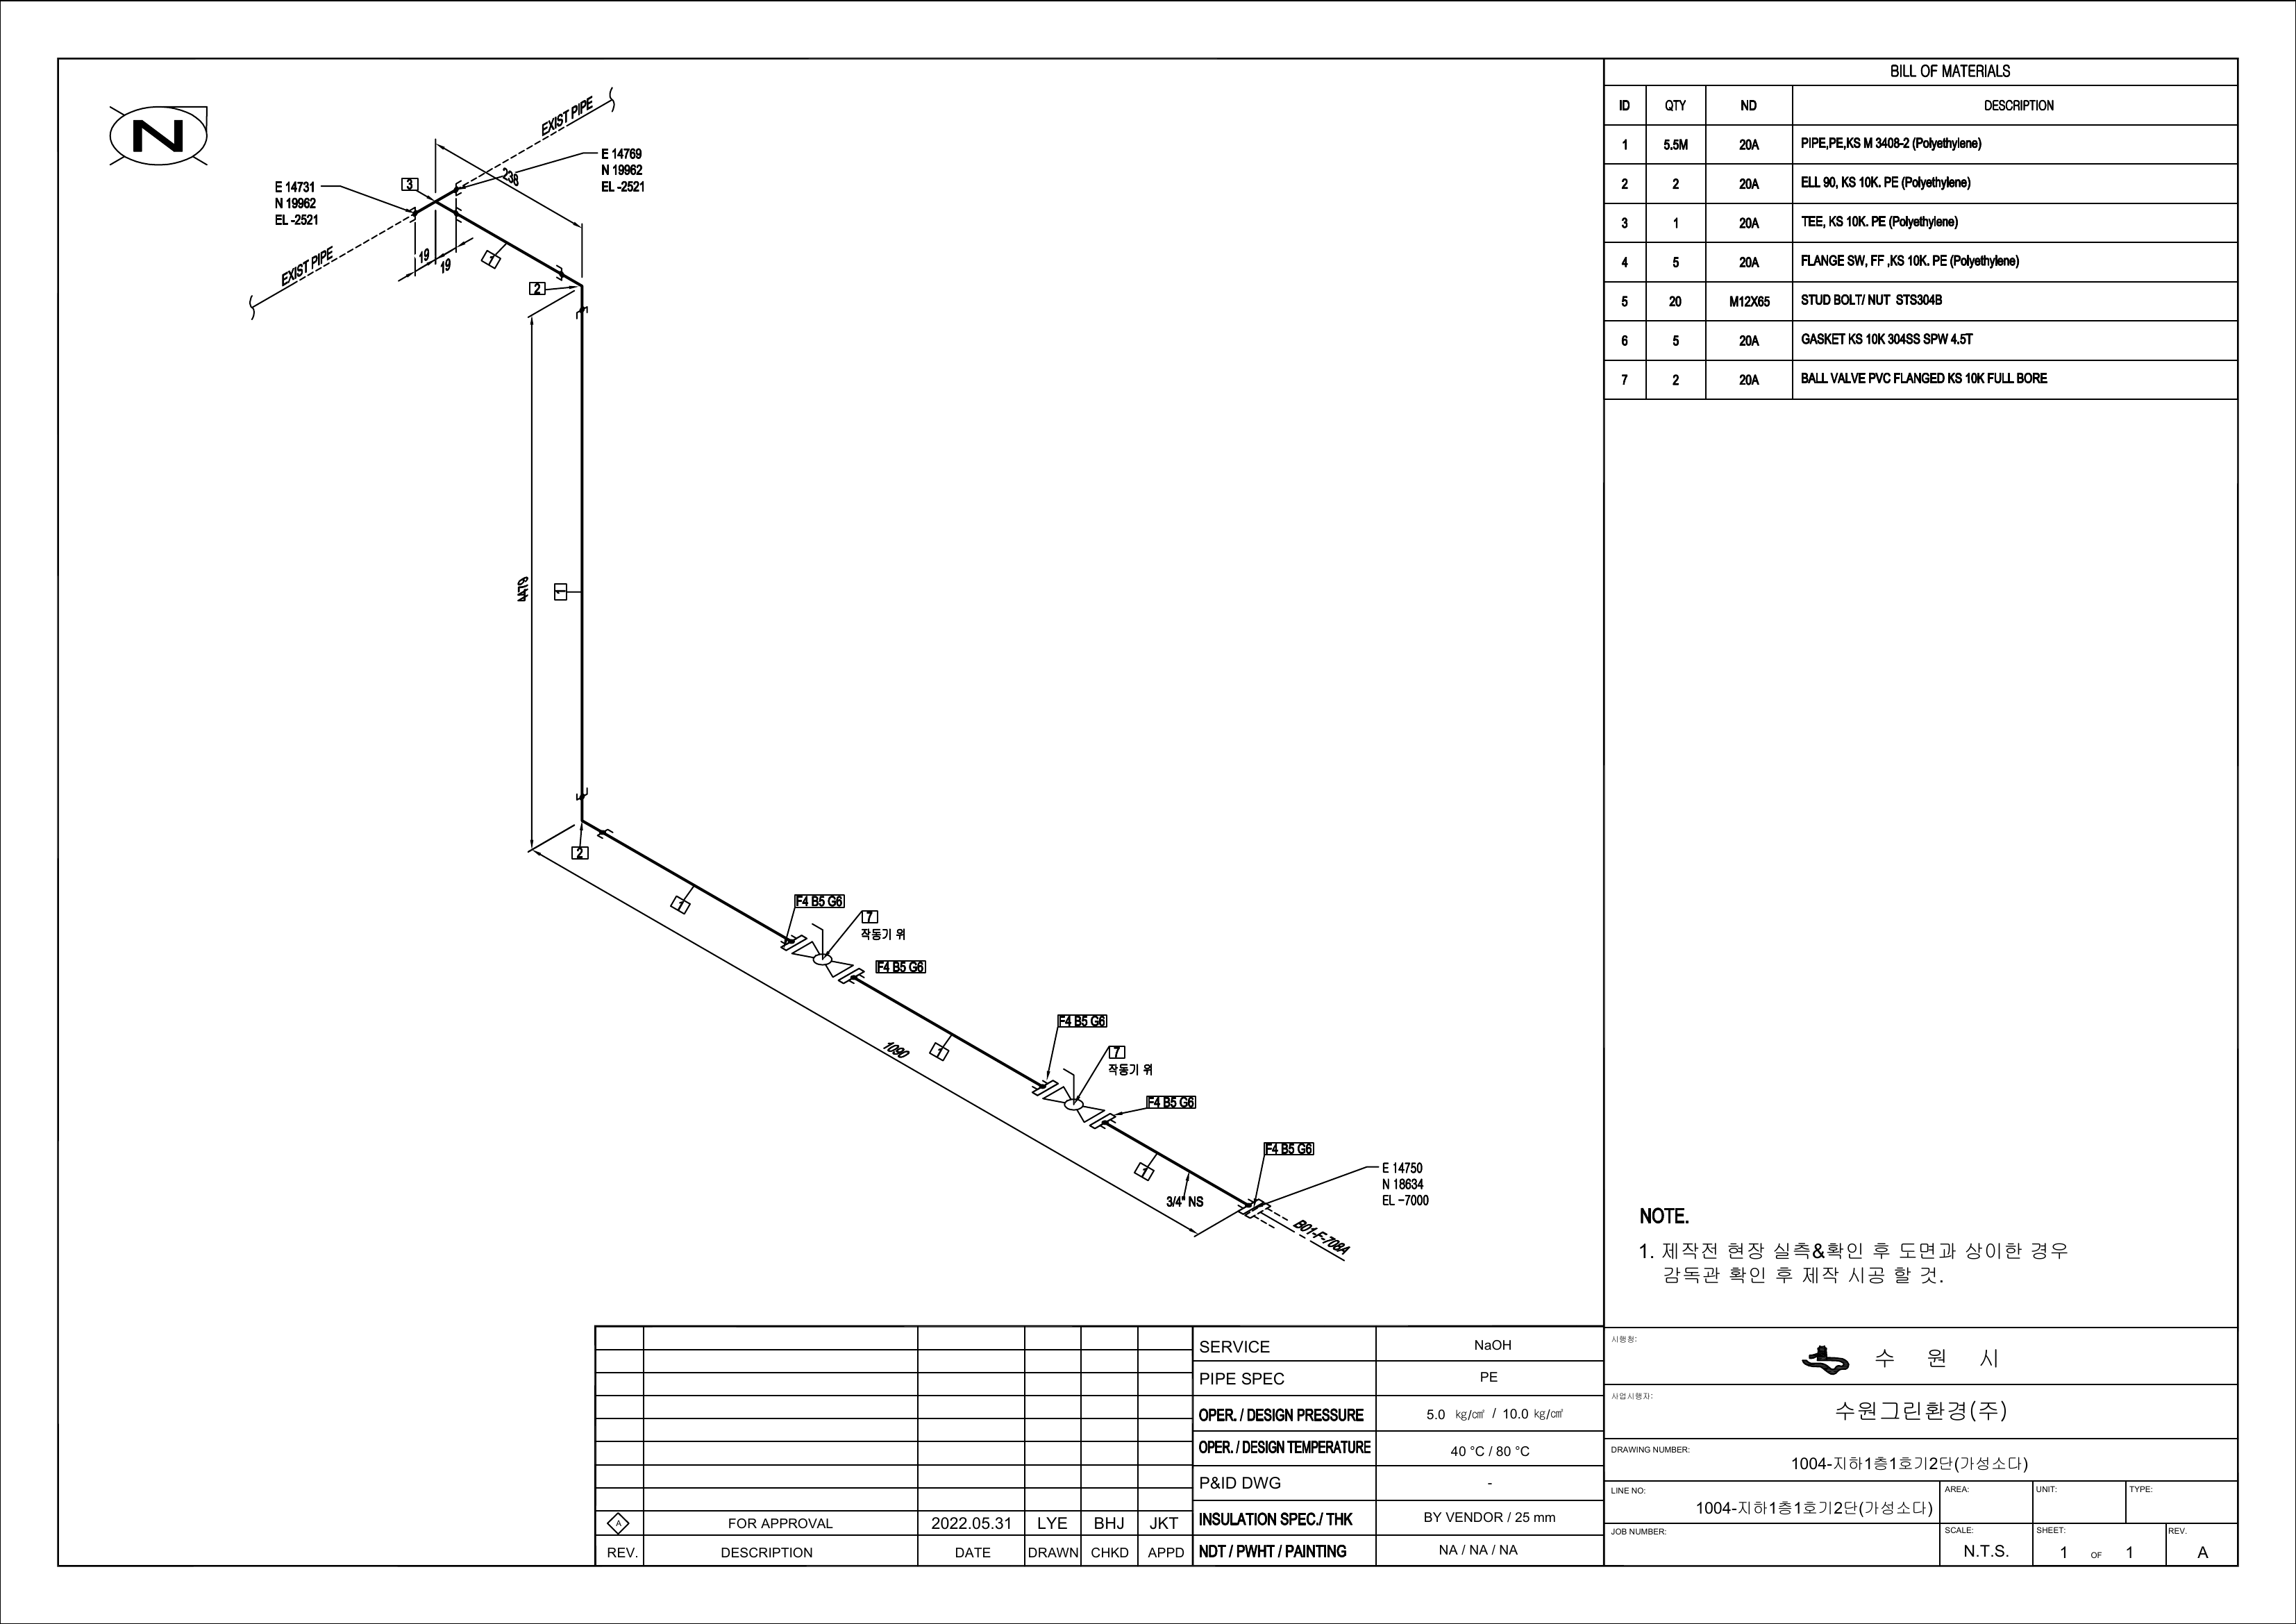 N
EXIST PIPE
E 14769
N 19962
EL -2521
238
3
E 14731
N 19962
EL -2521
EXIST PIPE
19
19
1
2
4479
1
2
1
F4 B5 G6
7
작동기 위
F4 B5 G6
1090
1
F4 B5 G6
7
작동기 위
F4 B5 G6
1
3/4" NS
F4 B5 G6
E 14750
N 18634
EL -7000
B01-F-708A
BILL OF MATERIALS
ID QTY ND DESCRIPTION
1 5.5M 20A PIPE,PE,KS M 3408-2 (Polyethylene)
2 2 20A ELL 90, KS 10K. PE (Polyethylene)
3 1 20A TEE, KS 10K. PE (Polyethylene)
4 5 20A FLANGE SW, FF ,KS 10K. PE (Polyethylene)
5 20 M12X65 STUD BOLT/ NUT STS304B
6 5 20A GASKET KS 10K 304SS SPW 4.5T
7 2 20A BALL VALVE PVC FLANGED KS 10K FULL BORE
NOTE.
1. 제작전 현장 실측&확인 후 도면과 상이한 경우
감독관 확인 후 제작 시공 할 것.
A FOR APPROVAL 2022.05.31 LYE BHJ JKT
REV. DESCRIPTION DATE DRAWN CHKD APPD
SERVICE NaOH
PIPE SPEC PE
OPER. / DESIGN PRESSURE 5.0 kg/㎠ / 10.0 kg/㎠
OPER. / DESIGN TEMPERATURE 40 °C / 80 °C
P&ID DWG -
INSULATION SPEC./ THK BY VENDOR / 25 mm
NDT / PWHT / PAINTING NA / NA / NA
시행청:
수 원 시
사업시행자:
수원그린환경(주)
DRAWING NUMBER:
1004-지하1층1호기2단(가성소다)
LINE NO: AREA: UNIT: TYPE:
1004-지하1층1호기2단(가성소다)
JOB NUMBER: SCALE: SHEET: REV.
N.T.S. 1 OF 1 A